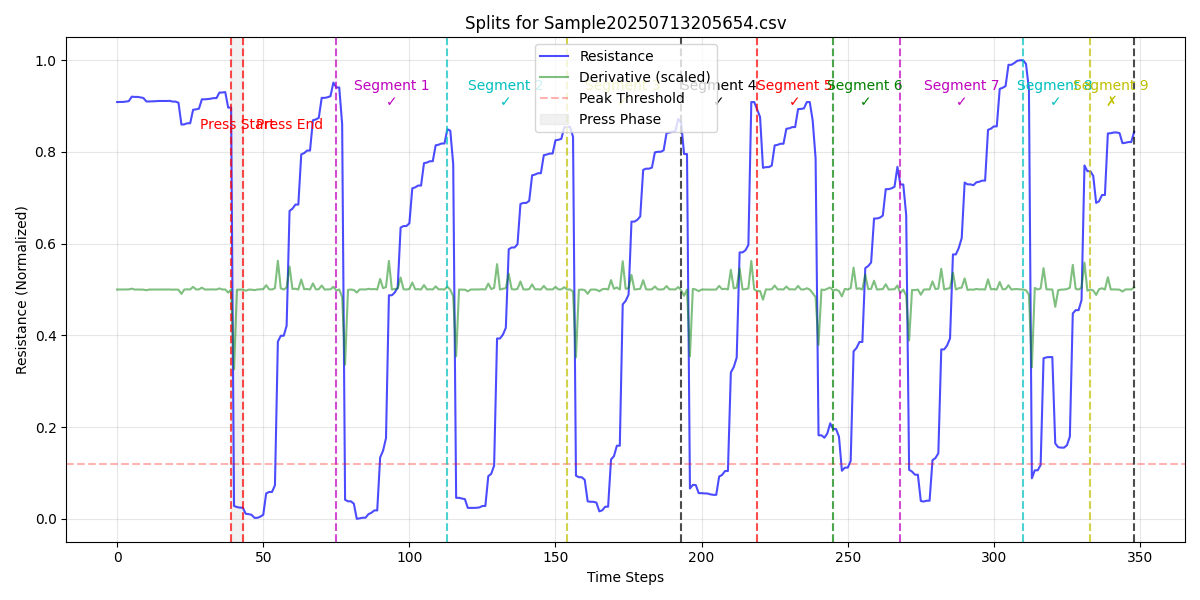 Splits for Sample20250713205654.csv
Resistance
Derivative (scaled)
Peak Threshold
Press Phase
Segment 1
✓
Segment 2
✓
Segment 4
✓
Segment 5
✓
Segment 6
✓
Segment 7
✓
Segment 8
✓
Segment 9
✗
Press Start
Press End
Resistance (Normalized)
1.0
0.8
0.6
0.4
0.2
0.0
0
50
100
150
200
250
300
350
Time Steps